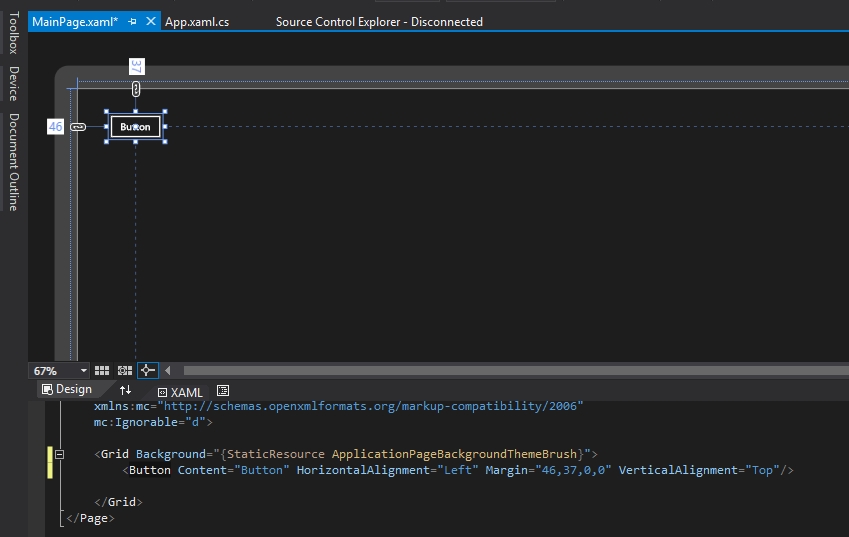 MainPage.xaml* App.xaml.cs Source Control Explorer - Disconnected
Toolbox
Device
Document Outline
37
46
Button
67%
Design XAML
xmlns:mc="http://schemas.openxmlformats.org/markup-compatibility/2006"
mc:Ignorable="d">
<Grid Background="{StaticResource ApplicationPageBackgroundThemeBrush}">
<Button Content="Button" HorizontalAlignment="Left" Margin="46,37,0,0" VerticalAlignment="Top"/>
</Grid>
</Page>